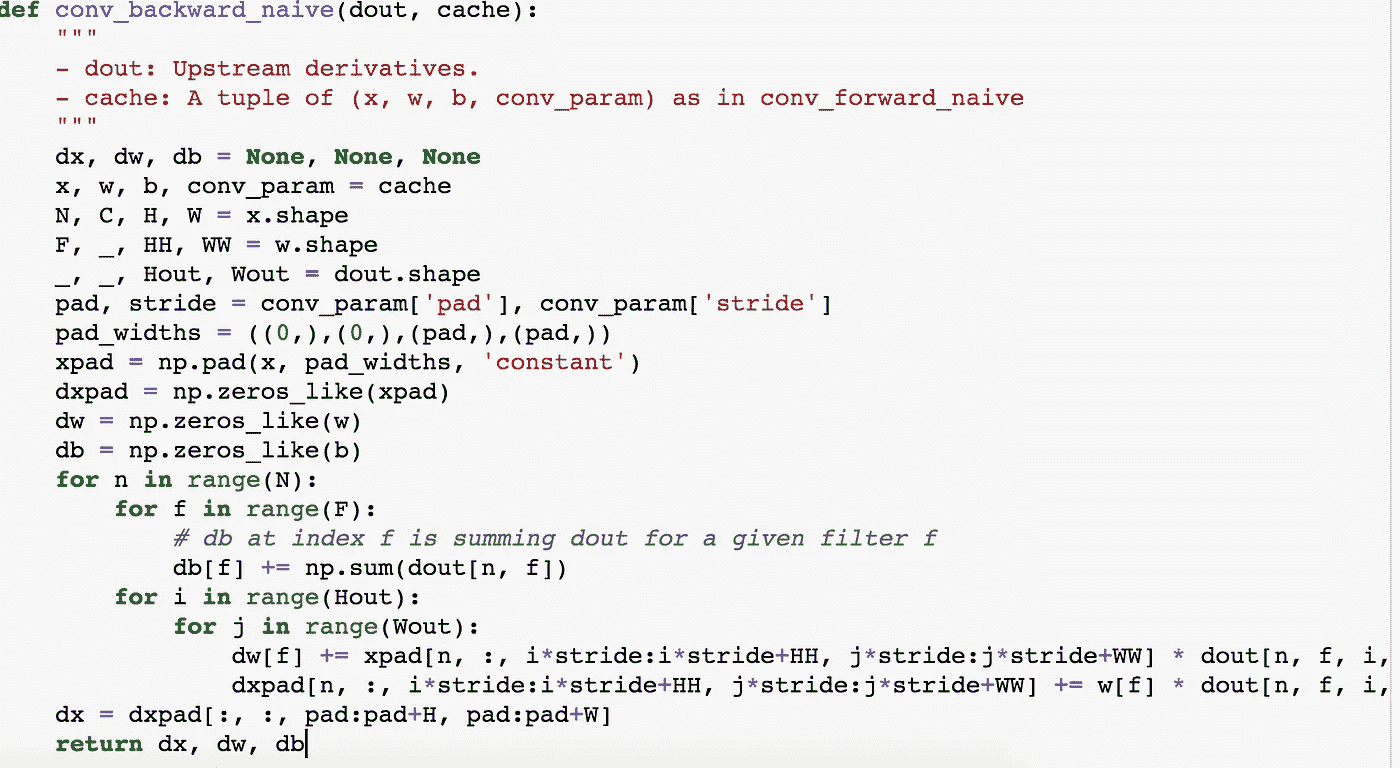 def conv_backward_naive(dout, cache):
    """
    - dout: Upstream derivatives.
    - cache: A tuple of (x, w, b, conv_param) as in conv_forward_naive
    """
    dx, dw, db = None, None, None
    x, w, b, conv_param = cache
    N, C, H, W = x.shape
    F, _, HH, WW = w.shape
    _, _, Hout, Wout = dout.shape
    pad, stride = conv_param['pad'], conv_param['stride']
    pad_widths = ((0,),(0,),(pad,),(pad,))
    xpad = np.pad(x, pad_widths, 'constant')
    dxpad = np.zeros_like(xpad)
    dw = np.zeros_like(w)
    db = np.zeros_like(b)
    for n in range(N):
        for f in range(F):
            # db at index f is summing dout for a given filter f
            db[f] += np.sum(dout[n, f])
        for i in range(Hout):
            for j in range(Wout):
                dw[f] += xpad[n, :, i*stride:i*stride+HH, j*stride:j*stride+WW] * dout[n, f, i,
                dxpad[n, :, i*stride:i*stride+HH, j*stride:j*stride+WW] += w[f] * dout[n, f, i,
    dx = dxpad[:, :, pad:pad+H, pad:pad+W]
    return dx, dw, db